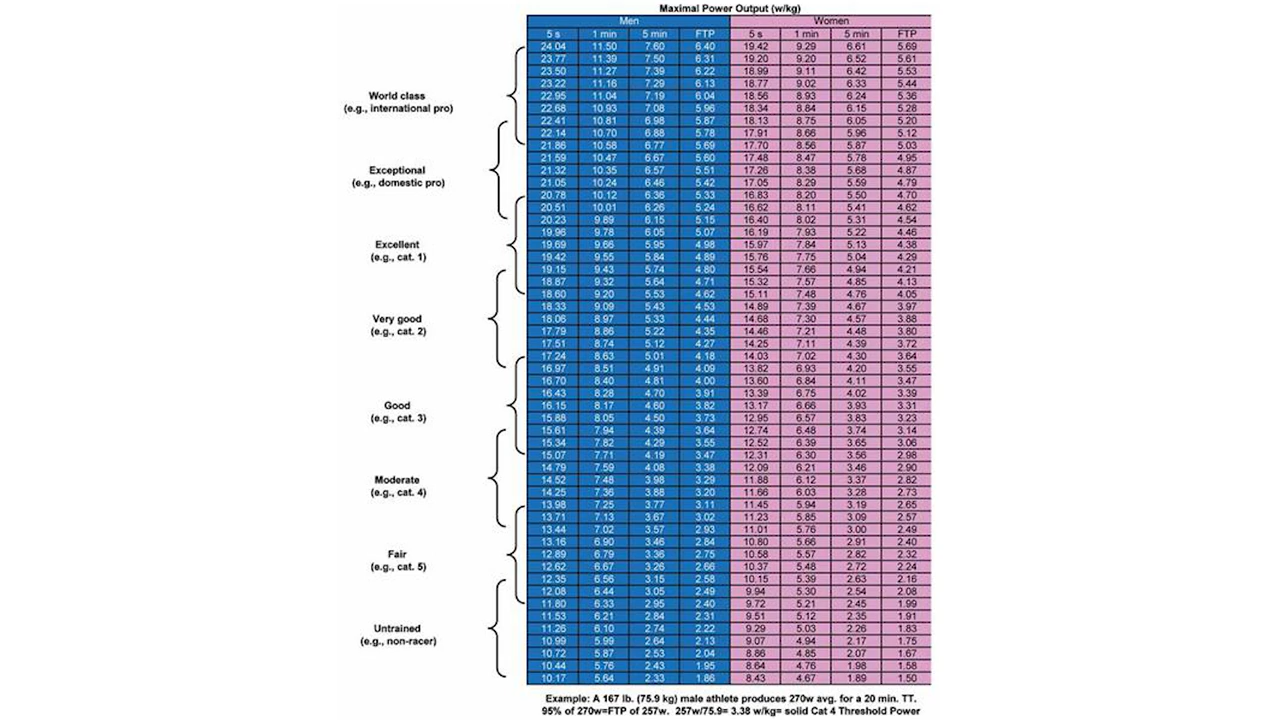 Maximal Power Output (w/kg)
Men Women
5 s 1 min 5 min FTP 5 s 1 min 5 min FTP
24.04 11.50 7.60 6.40 19.42 9.29 6.61 5.69
23.77 11.39 7.50 6.31 19.20 9.20 6.52 5.61
23.50 11.27 7.39 6.22 18.99 9.11 6.42 5.53
23.22 11.16 7.29 6.13 18.77 9.02 6.33 5.44
World class
22.95 11.04 7.19 6.04 18.56 8.93 6.24 5.36
(e.g., international pro)
22.68 10.93 7.08 5.96 18.34 8.84 6.15 5.28
22.41 10.81 6.98 5.87 18.13 8.75 6.05 5.20
22.14 10.70 6.88 5.78 17.91 8.66 5.96 5.12
21.86 10.58 6.77 5.69 17.70 8.56 5.87 5.03
21.59 10.47 6.67 5.60 17.48 8.47 5.78 4.95
Exceptional
21.32 10.35 6.57 5.51 17.26 8.38 5.68 4.87
(e.g., domestic pro)
21.05 10.24 6.46 5.42 17.05 8.29 5.59 4.79
20.78 10.12 6.36 5.33 16.83 8.20 5.50 4.70
20.51 10.01 6.26 5.24 16.62 8.11 5.41 4.62
20.23 9.89 6.15 5.15 16.40 8.02 5.31 4.54
19.96 9.78 6.05 5.07 16.19 7.93 5.22 4.46
Excellent
19.69 9.66 5.95 4.98 15.97 7.84 5.13 4.38
(e.g., cat. 1)
19.42 9.55 5.84 4.89 15.76 7.75 5.04 4.29
19.15 9.43 5.74 4.80 15.54 7.66 4.94 4.21
18.87 9.32 5.64 4.71 15.32 7.57 4.85 4.13
18.60 9.20 5.53 4.62 15.11 7.48 4.76 4.05
18.33 9.09 5.43 4.53 14.89 7.39 4.67 3.97
Very good
18.06 8.97 5.33 4.44 14.68 7.30 4.57 3.88
(e.g., cat. 2)
17.79 8.86 5.22 4.35 14.46 7.21 4.48 3.80
17.51 8.74 5.12 4.27 14.25 7.11 4.39 3.72
17.24 8.63 5.01 4.18 14.03 7.02 4.30 3.64
16.97 8.51 4.91 4.09 13.82 6.93 4.20 3.55
16.70 8.40 4.81 4.00 13.60 6.84 4.11 3.47
16.43 8.28 4.70 3.91 13.39 6.75 4.02 3.39
Good
16.15 8.17 4.60 3.82 13.17 6.66 3.93 3.31
(e.g., cat. 3)
15.88 8.05 4.50 3.73 12.95 6.57 3.83 3.23
15.61 7.94 4.39 3.64 12.74 6.48 3.74 3.14
15.34 7.82 4.29 3.55 12.52 6.39 3.65 3.06
15.07 7.71 4.19 3.47 12.31 6.30 3.56 2.98
14.79 7.59 4.08 3.38 12.09 6.21 3.46 2.90
Moderate
14.52 7.48 3.98 3.29 11.88 6.12 3.37 2.82
(e.g., cat. 4)
14.25 7.36 3.88 3.20 11.66 6.03 3.28 2.73
13.98 7.25 3.77 3.11 11.45 5.94 3.19 2.65
13.71 7.13 3.67 3.02 11.23 5.85 3.09 2.57
13.44 7.02 3.57 2.93 11.01 5.76 3.00 2.49
13.16 6.90 3.46 2.84 10.80 5.66 2.91 2.40
Fair
12.89 6.79 3.36 2.75 10.58 5.57 2.82 2.32
(e.g., cat. 5)
12.62 6.67 3.26 2.66 10.37 5.48 2.72 2.24
12.35 6.56 3.15 2.58 10.15 5.39 2.63 2.16
12.08 6.44 3.05 2.49 9.94 5.30 2.54 2.08
11.80 6.33 2.95 2.40 9.72 5.21 2.45 1.99
11.53 6.21 2.84 2.31 9.51 5.12 2.35 1.91
Untrained
11.26 6.10 2.74 2.22 9.29 5.03 2.26 1.83
(e.g., non-racer)
10.99 5.99 2.64 2.13 9.07 4.94 2.17 1.75
10.72 5.87 2.53 2.04 8.86 4.85 2.07 1.67
10.44 5.76 2.43 1.95 8.64 4.76 1.98 1.58
10.17 5.64 2.33 1.86 8.43 4.67 1.89 1.50
Example: A 167 lb. (75.9 kg) male athlete produces 270w avg. for a 20 min. TT.
95% of 270w=FTP of 257w. 257w/75.9= 3.38 w/kg= solid Cat 4 Threshold Power